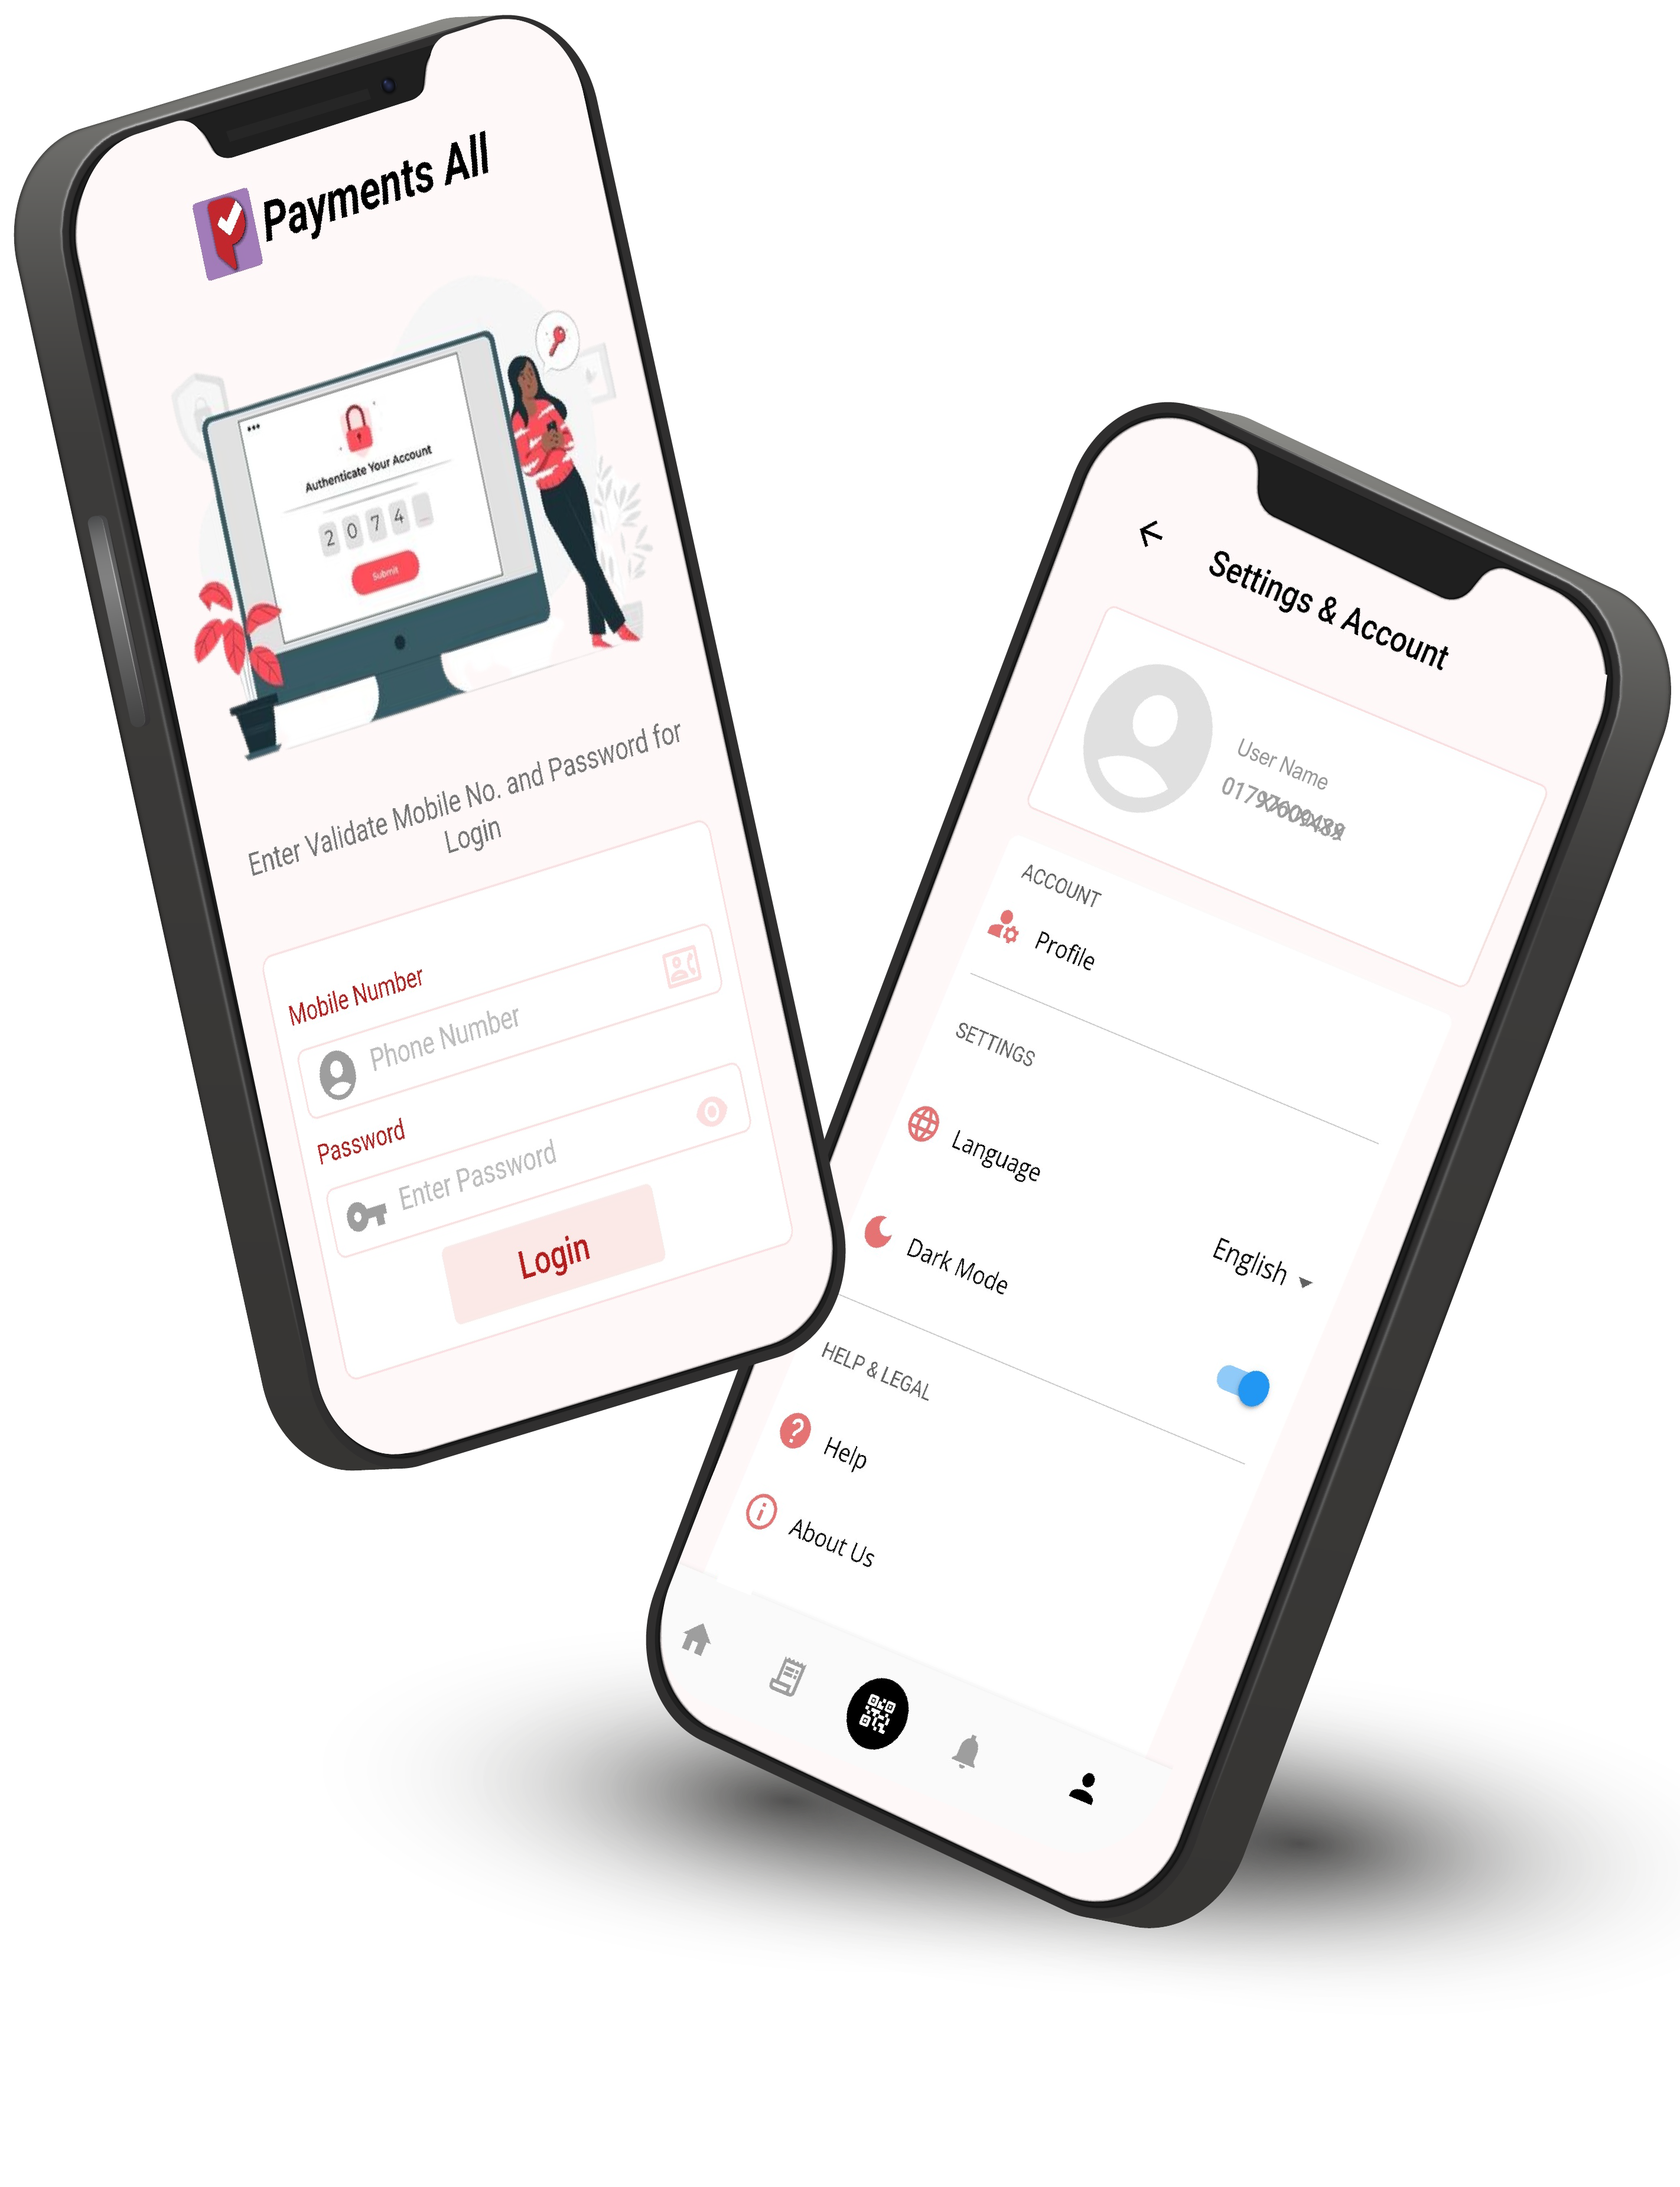 Payments All
Authenticate Your Account
2 0 7 4 _
Submit
Enter Validate Mobile No. and Password for
Login
Mobile Number
Phone Number
Password
Enter Password
Login
Settings & Account
User Name
ACCOUNT
Profile
SETTINGS
Language
English
Dark Mode
HELP & LEGAL
Help
About Us